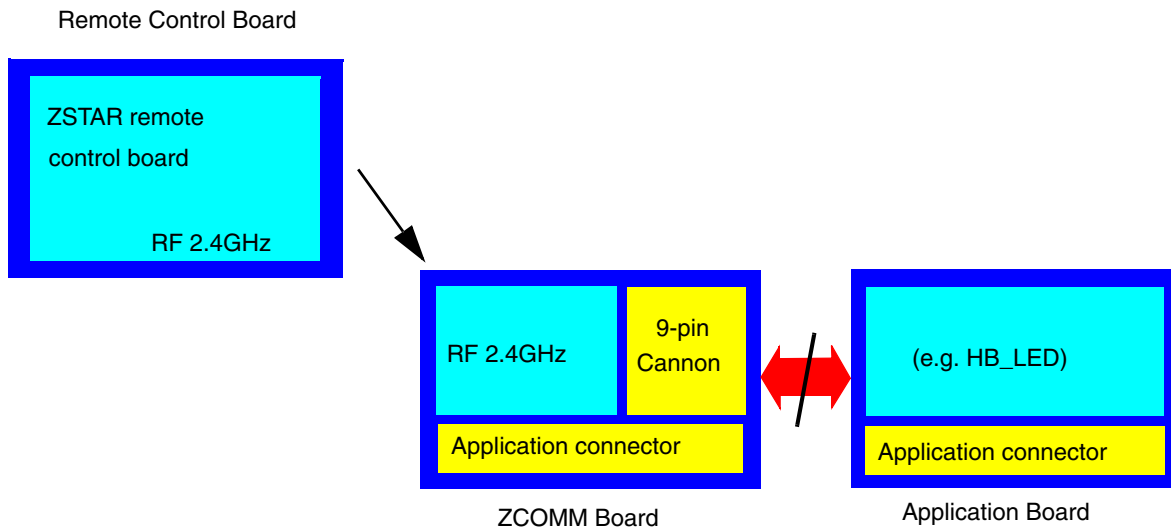 Remote Control Board
ZSTAR remote
control board
RF 2.4GHz
RF 2.4GHz
9-pin
Cannon
Application connector
ZCOMM Board
(e.g. HB_LED)
Application connector
Application Board